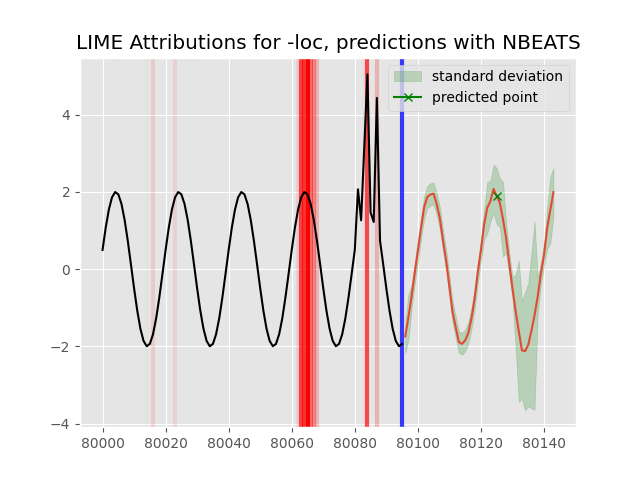 LIME Attributions for -loc, predictions with NBEATS
standard deviation
predicted point
4
2
0
−2
−4
80000 80020 80040 80060 80080 80100 80120 80140